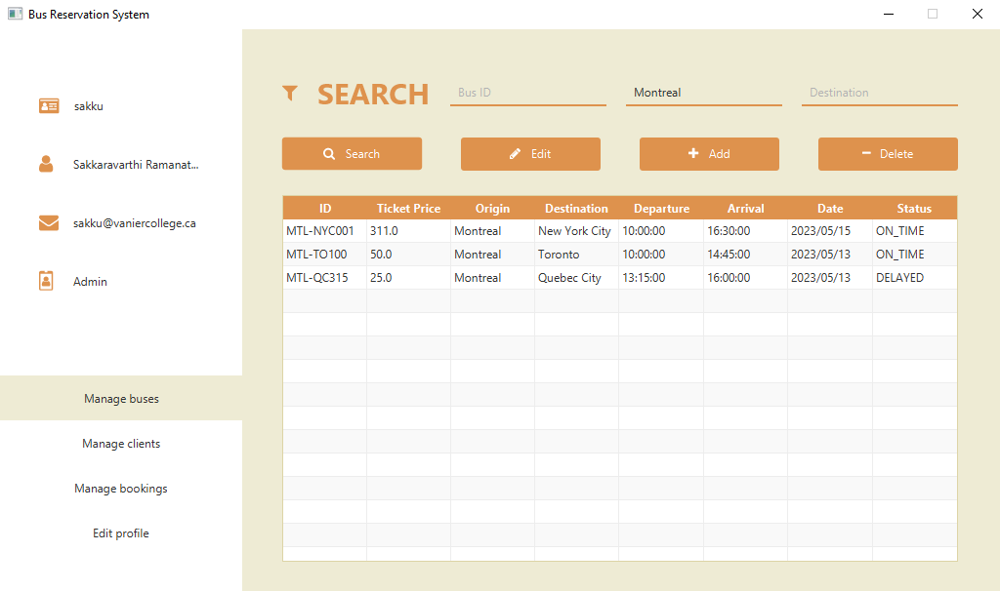 Bus Reservation System
sakku
Sakkaravarthi Ramanat...
sakku@vaniercollege.ca
Admin
Manage buses
Manage clients
Manage bookings
Edit profile
SEARCH Bus ID Montreal Destination
Search Edit Add Delete
ID Ticket Price Origin Destination Departure Arrival Date Status
MTL-NYC001 311.0 Montreal New York City 10:00:00 16:30:00 2023/05/15 ON_TIME
MTL-TO100 50.0 Montreal Toronto 10:00:00 14:45:00 2023/05/13 ON_TIME
MTL-QC315 25.0 Montreal Quebec City 13:15:00 16:00:00 2023/05/13 DELAYED